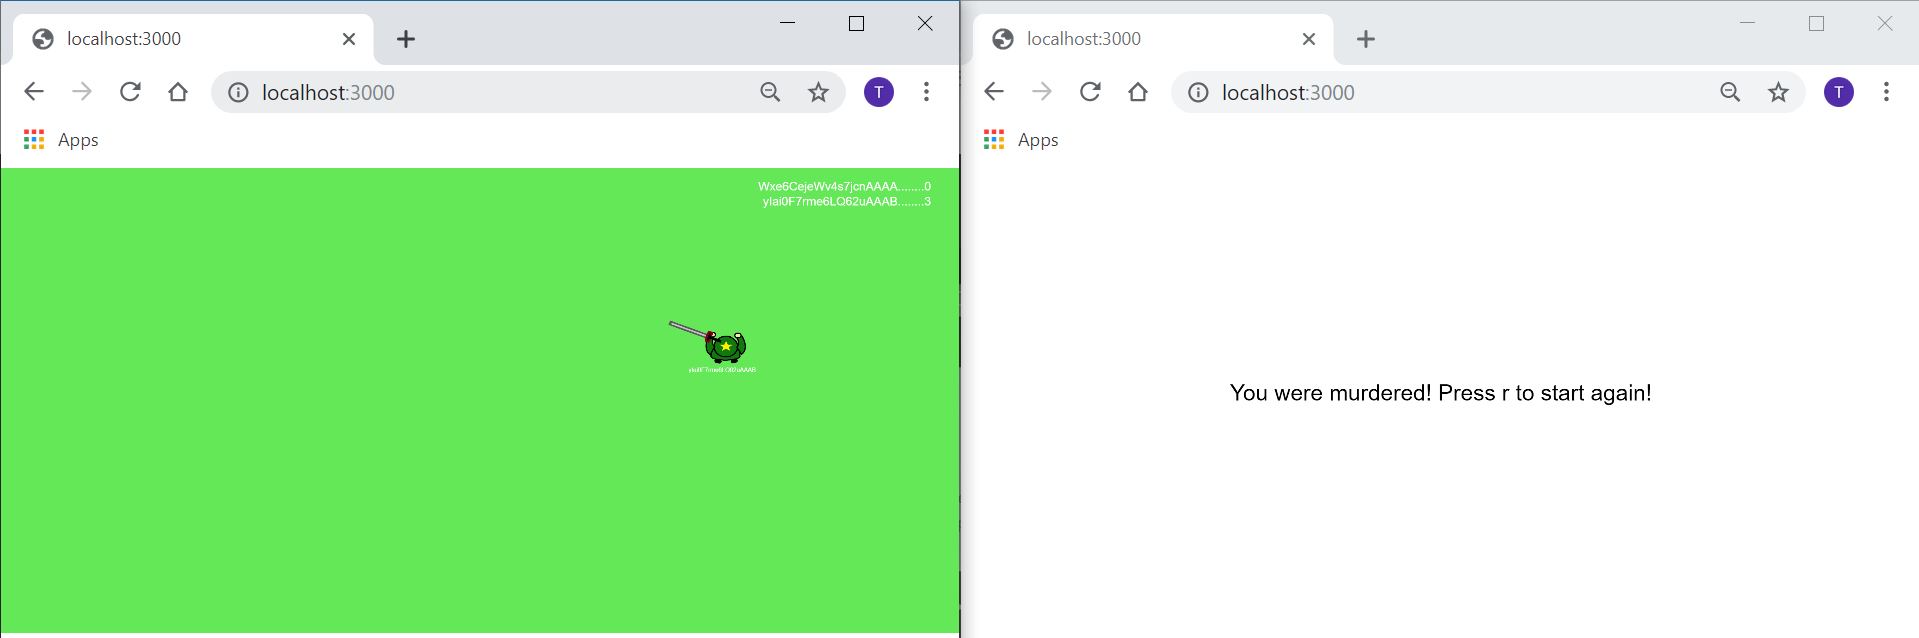 localhost:3000
localhost:3000
T
Apps
Wxe6CejeWv4s7jcnAAAA........0
ylai0F7rme6LQ62uAAAB........3
ylai0F7rme6LQ62uAAAB
localhost:3000
localhost:3000
T
Apps
You were murdered! Press r to start again!